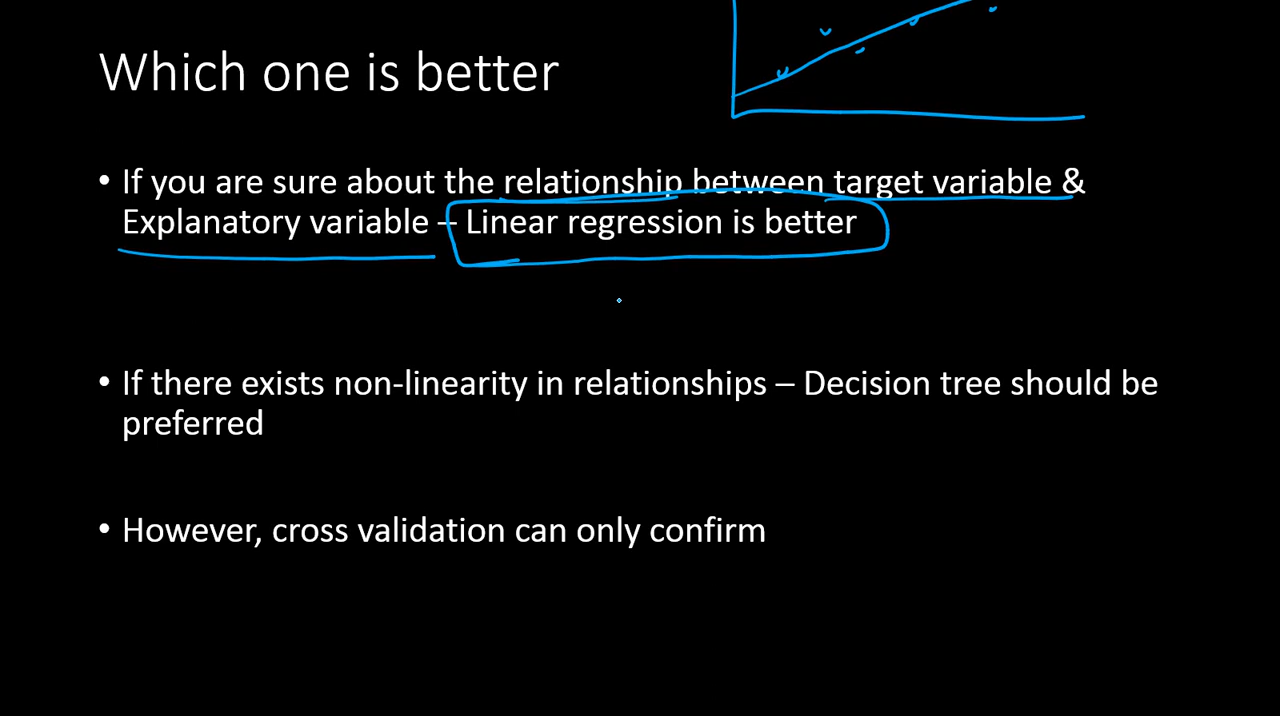 Which one is better
• If you are sure about the relationship between target variable &
Explanatory variable – Linear regression is better
• If there exists non-linearity in relationships – Decision tree should be
preferred
• However, cross validation can only confirm